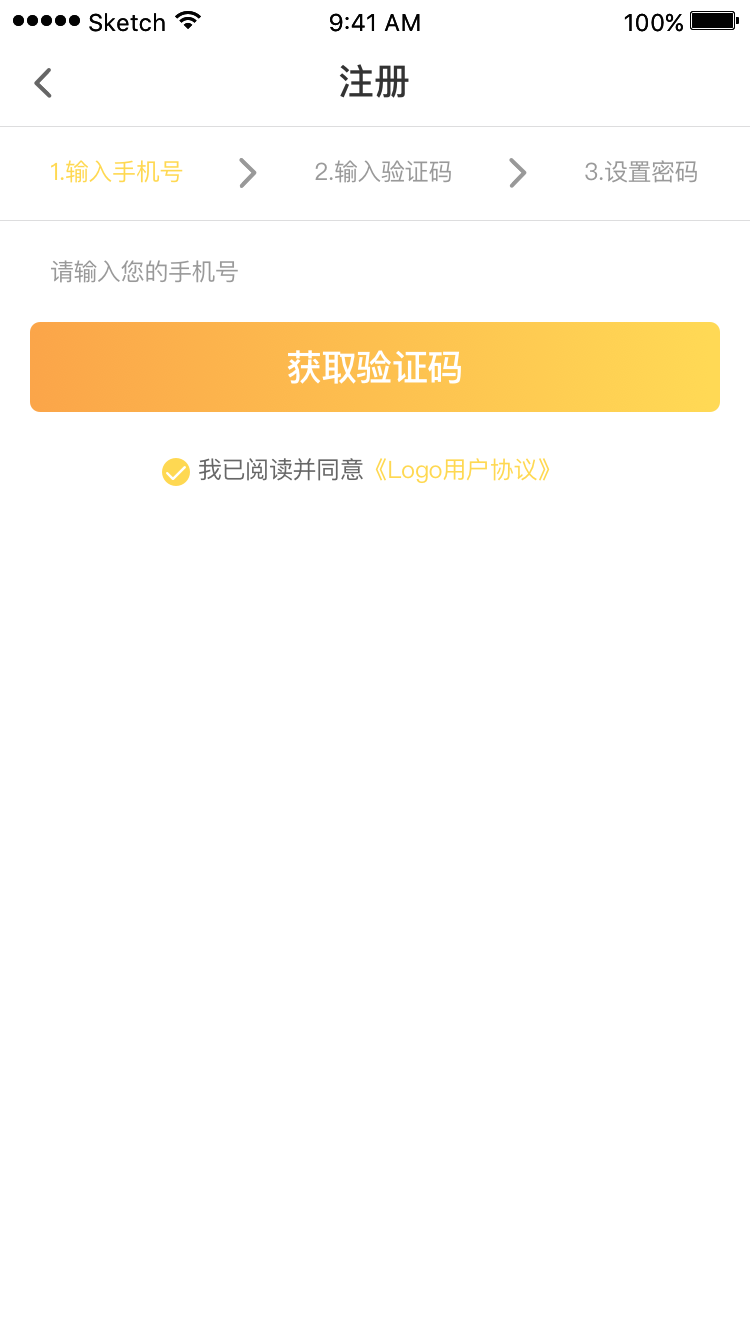 Sketch 9:41 AM 100%
注册
1.输入手机号 2.输入验证码 3.设置密码
请输入您的手机号
获取验证码
我已阅读并同意《Logo用户协议》